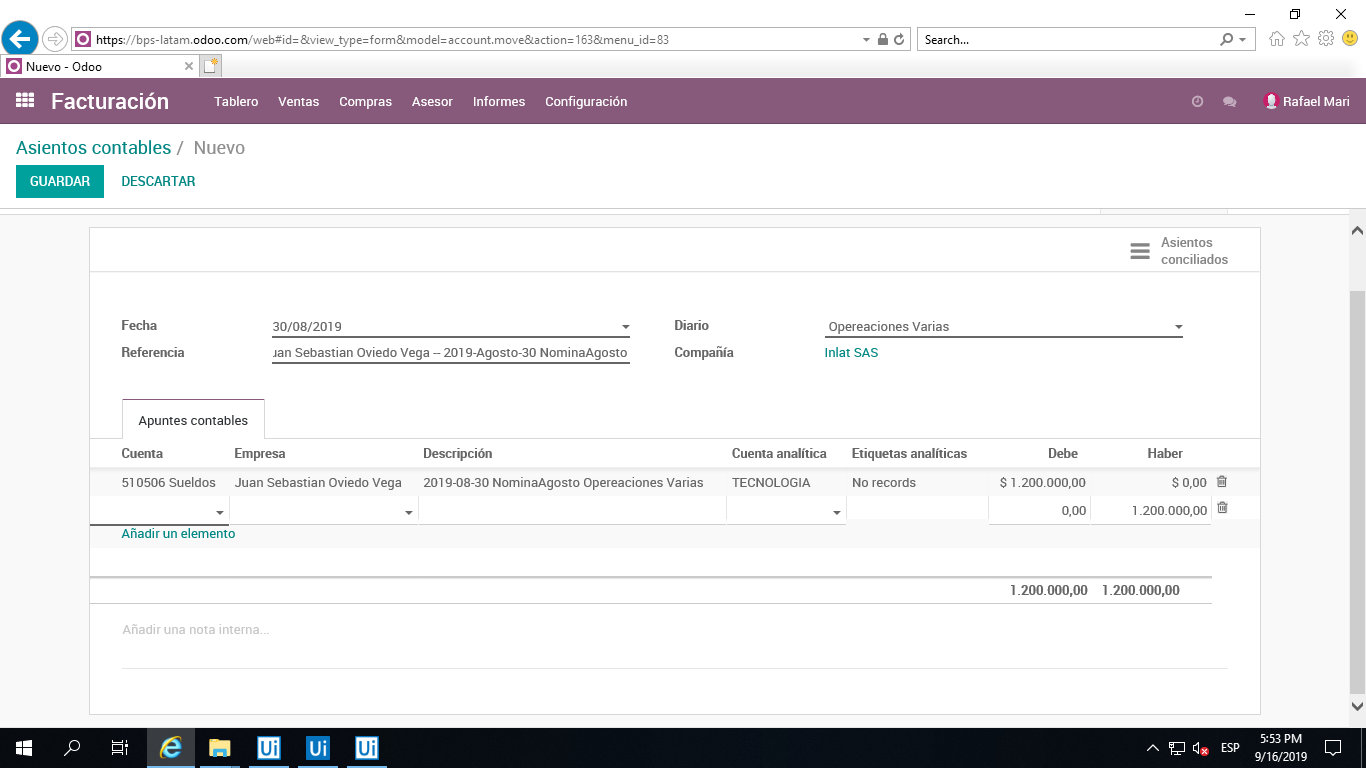 https://bps-latam.odoo.com/web#id=&view_type=form&model=account.move&action=163&menu_id=83
Search...
Nuevo - Odoo
Facturación
Tablero
Ventas
Compras
Asesor
Informes
Configuración
Rafael Mari
Asientos contables / Nuevo
GUARDAR
DESCARTAR
Asientos
conciliados
Fecha
30/08/2019
Diario
Opereaciones Varias
Referencia
uan Sebastian Oviedo Vega -- 2019-Agosto-30 NominaAgosto
Compañía
Inlat SAS
Apuntes contables
Cuenta Empresa Descripción Cuenta analítica Etiquetas analíticas Debe Haber
510506 Sueldos Juan Sebastian Oviedo Vega 2019-08-30 NominaAgosto Opereaciones Varias TECNOLOGIA No records $ 1.200.000,00 $ 0,00
0,00 1.200.000,00
Añadir un elemento
1.200.000,00 1.200.000,00
Añadir una nota interna...
Ui
Ui
Ui
ESP
5:53 PM
9/16/2019